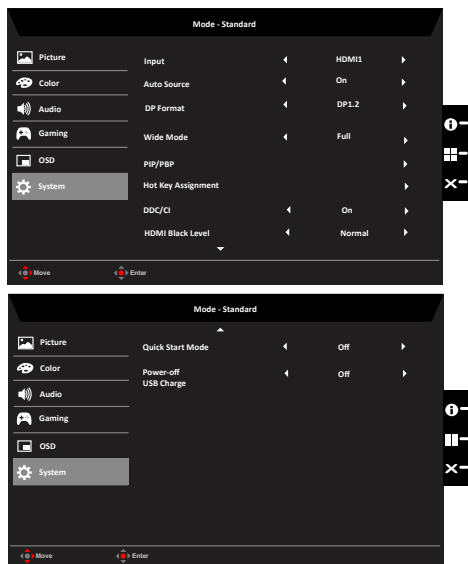 Mode - Standard
Picture
Input HDMI1
Color
Auto Source On
Audio
DP Format DP1.2
Gaming
Wide Mode Full
OSD
PIP/PBP
System
Hot Key Assignment
DDC/CI On
HDMI Black Level Normal
Move Enter
Mode - Standard
Picture
Quick Start Mode Off
Color
Power-off Off
USB Charge
Audio
Gaming
OSD
System
Move Enter